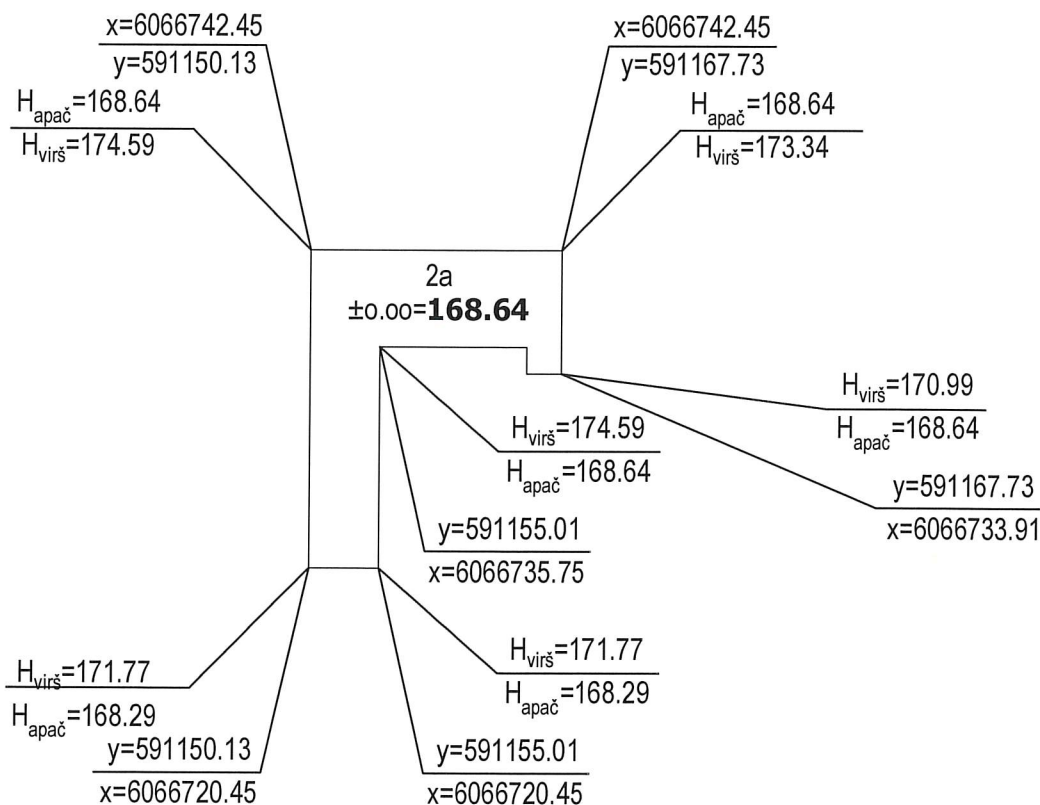 x=6066742.45
y=591150.13
x=6066742.45
y=591167.73
Hapač=168.64
Hvirš=174.59
Hapač=168.64
Hvirš=173.34
2a
±o.oo=168.64
Hvirš=170.99
Hapač=168.64
Hvirš=174.59
Hapač=168.64
y=591167.73
x=6066733.91
y=591155.01
x=6066735.75
Hvirš=171.77
Hapač=168.29
Hvirš=171.77
Hapač=168.29
y=591150.13
x=6066720.45
y=591155.01
x=6066720.45